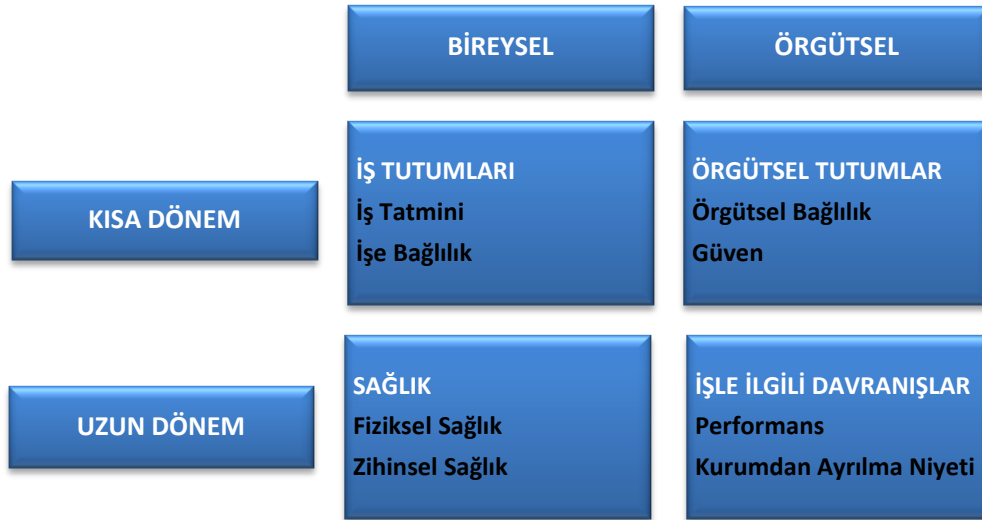 BİREYSEL
ÖRGÜTSEL
KISA DÖNEM
İŞ TUTUMLARI
İş Tatmini
İşe Bağlılık
ÖRGÜTSEL TUTUMLAR
Örgütsel Bağlılık
Güven
UZUN DÖNEM
SAĞLIK
Fiziksel Sağlık
Zihinsel Sağlık
İŞLE İLGİLİ DAVRANIŞLAR
Performans
Kurumdan Ayrılma Niyeti